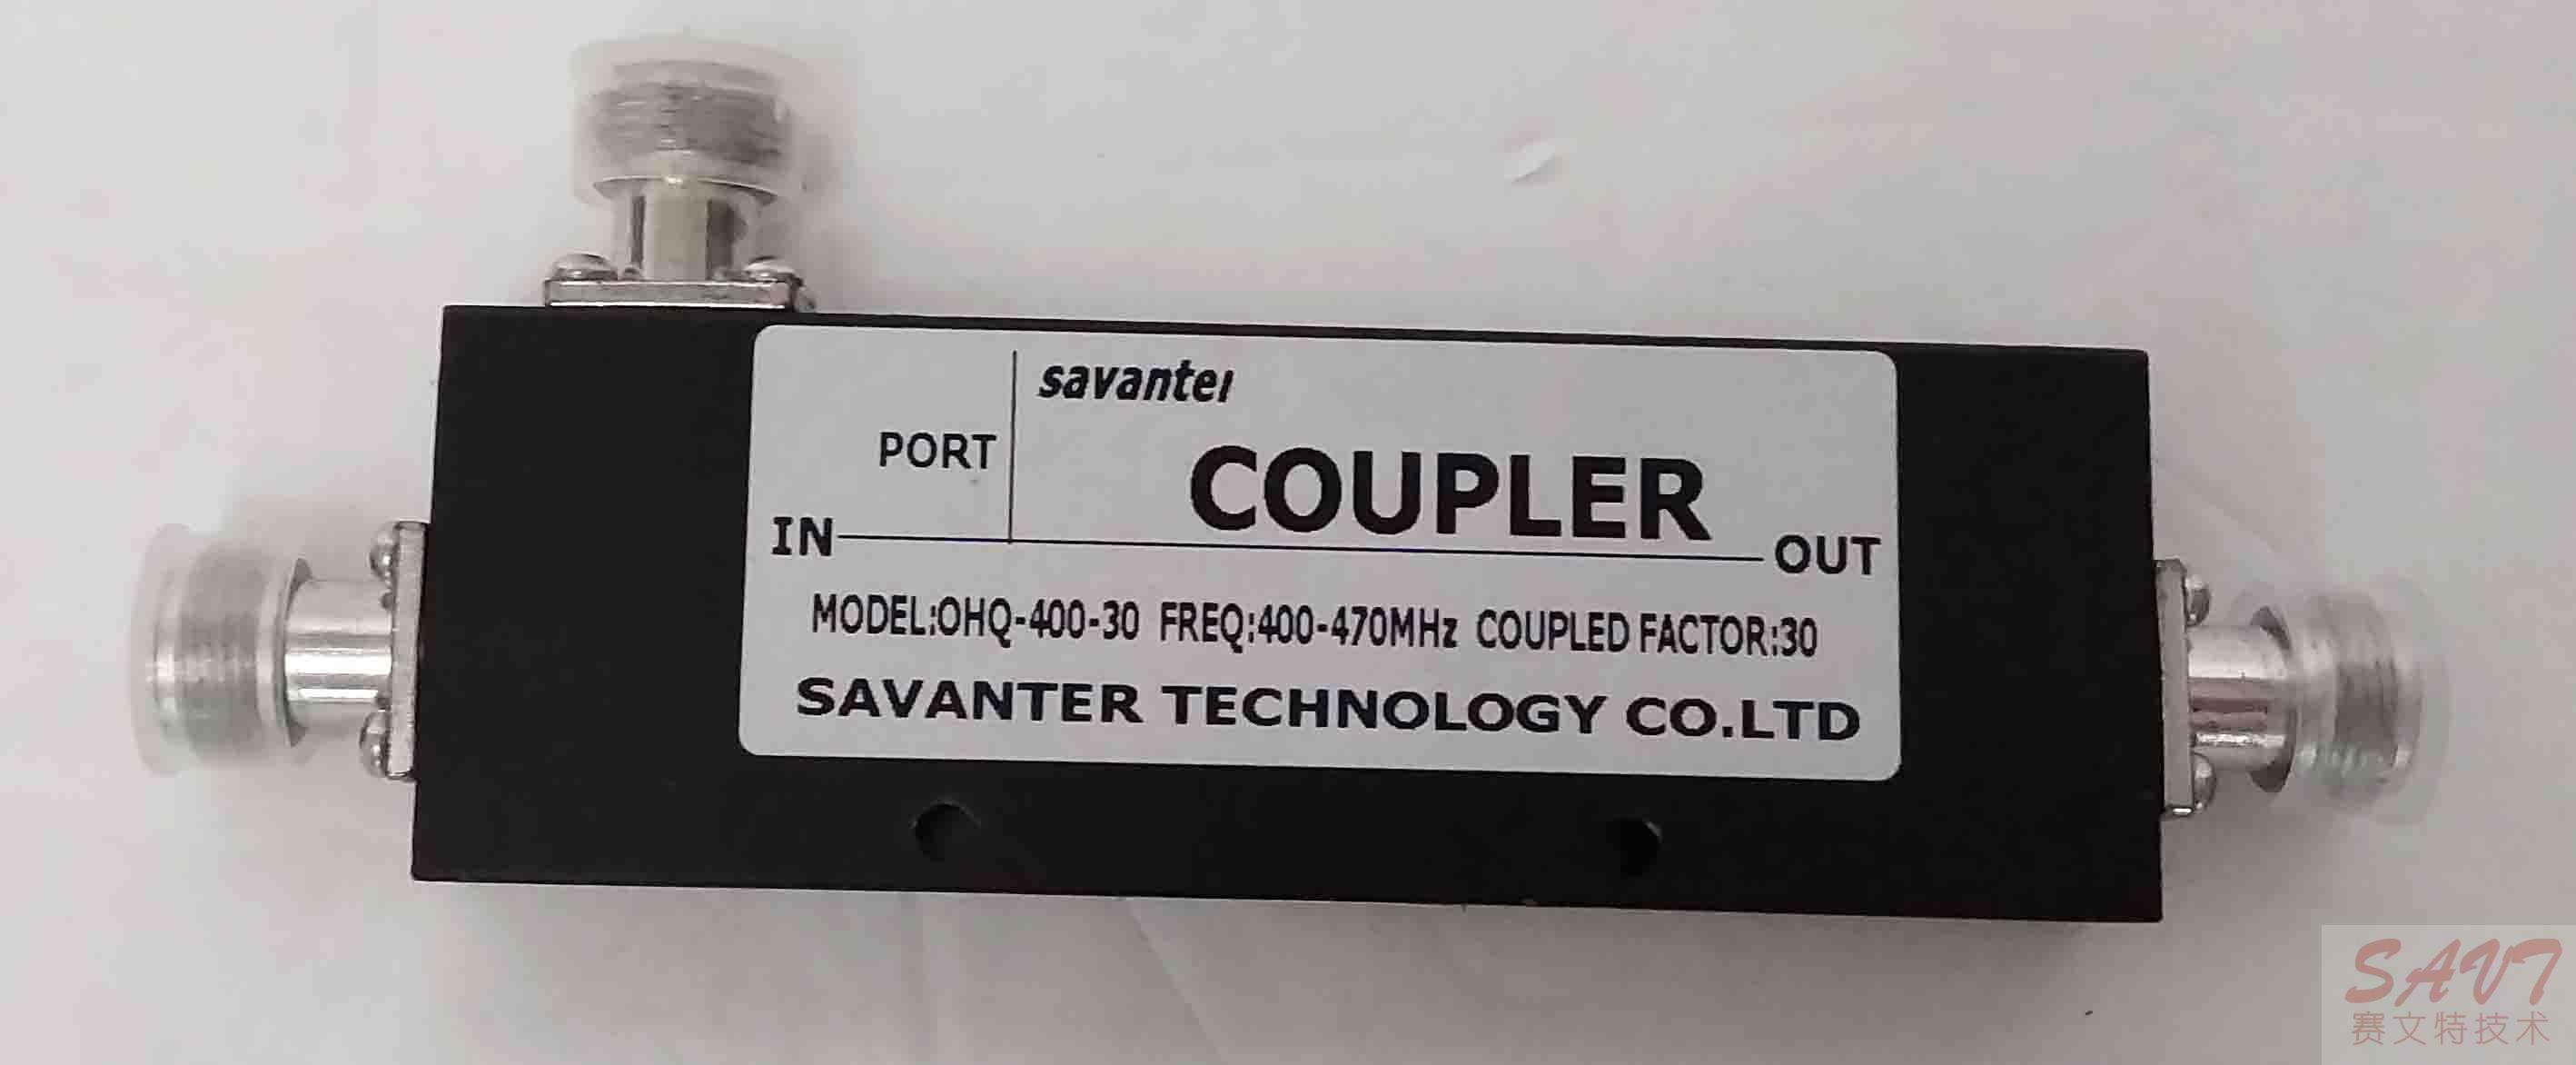 savanter
PORT
COUPLER
IN
OUT
MODEL:OHQ-400-30 FREQ:400-470MHz COUPLED FACTOR:30
SAVANTER TECHNOLOGY CO.LTD
SAVT
赛文特技术